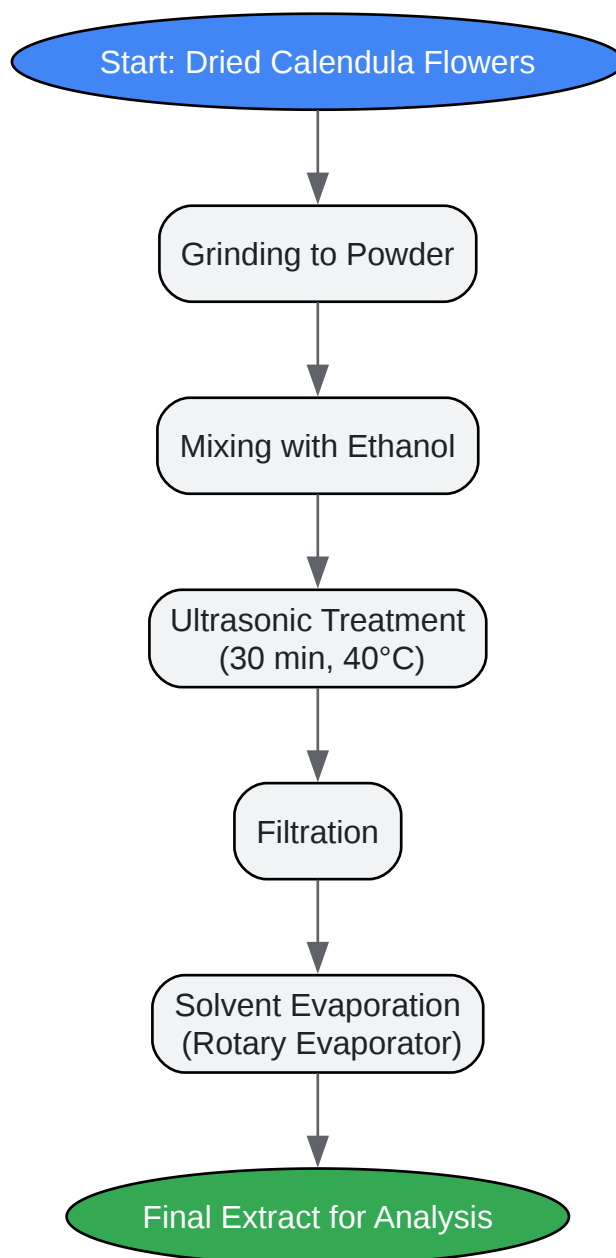 Start: Dried Calendula Flowers
Grinding to Powder
Mixing with Ethanol
Ultrasonic Treatment
(30 min, 40°C)
Filtration
Solvent Evaporation
(Rotary Evaporator)
Final Extract for Analysis